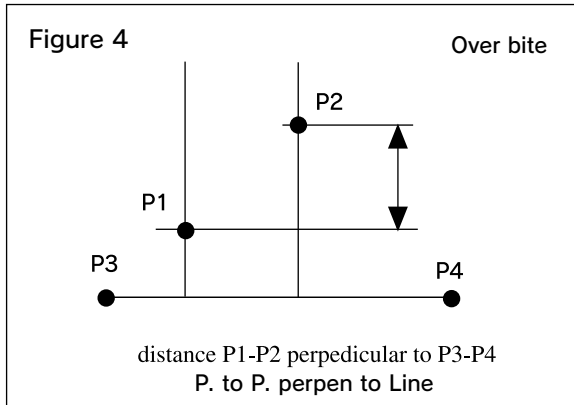 Figure 4
Over bite
P2
P1
P3
P4
distance P1-P2 perpedicular to P3-P4
P. to P. perpen to Line